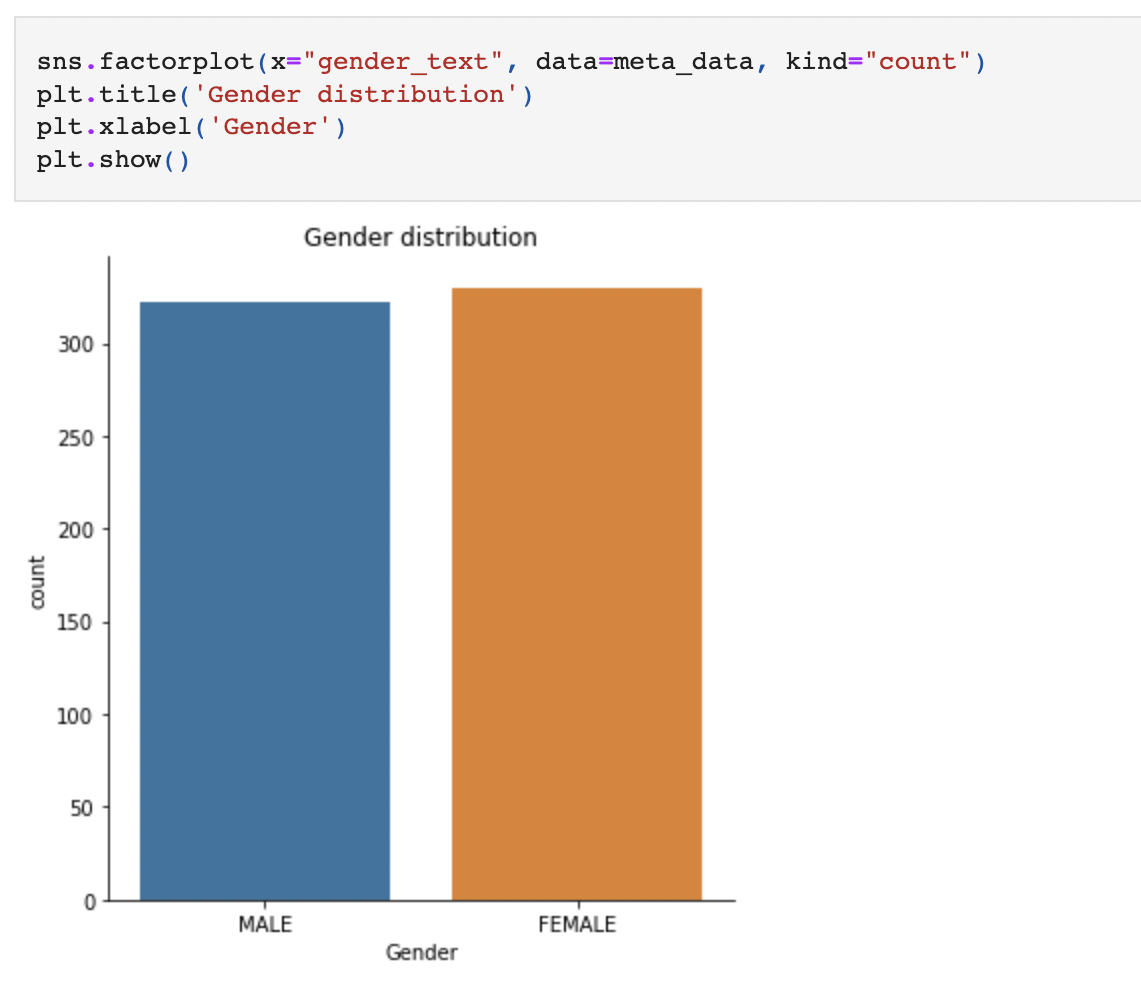 sns.factorplot(x="gender_text", data=meta_data, kind="count")
plt.title('Gender distribution')
plt.xlabel('Gender')
plt.show()
Gender distribution
300
250
200
150
100
50
0
count
MALE FEMALE
Gender